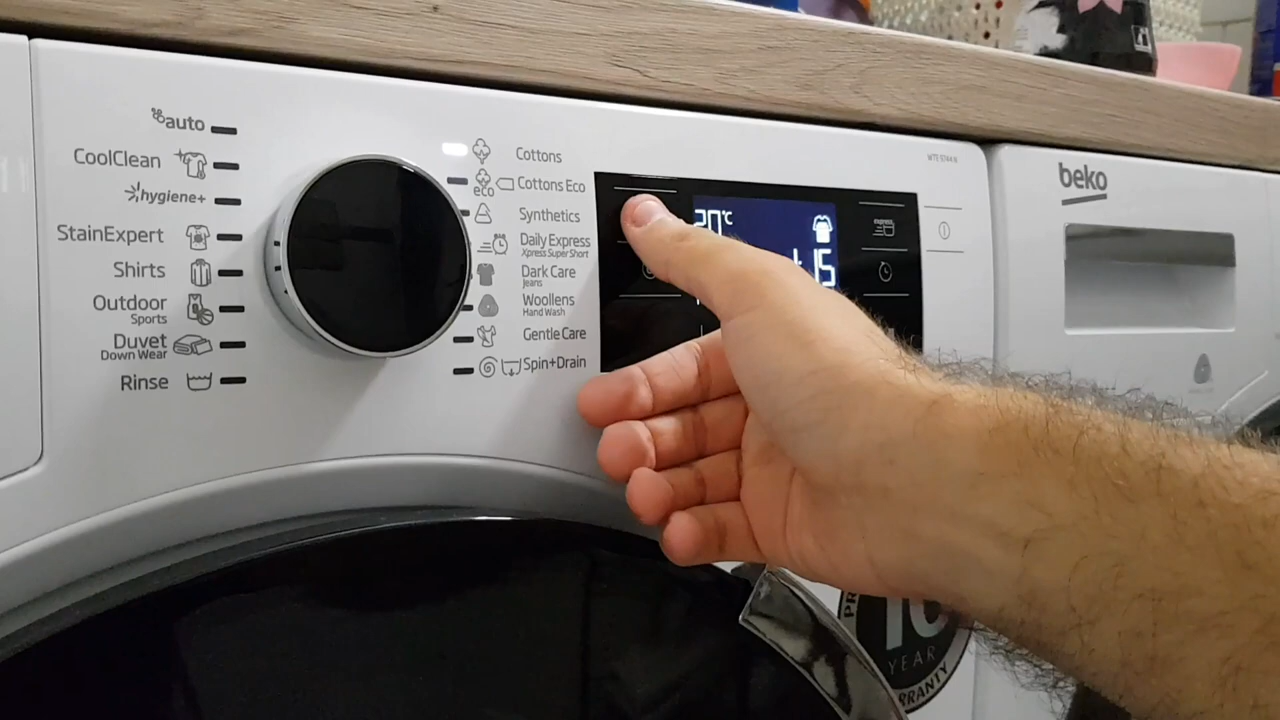 auto
CoolClean
hygiene+
StainExpert
Shirts
Outdoor
Sports
Duvet
Down Wear
Rinse
Cottons
eco
Cottons Eco
Synthetics
Daily Express
Xpress Super Short
Dark Care
Jeans
Woollens
Hand Wash
Gentle Care
Spin+Drain
°C
15
express
beko
10
YEAR